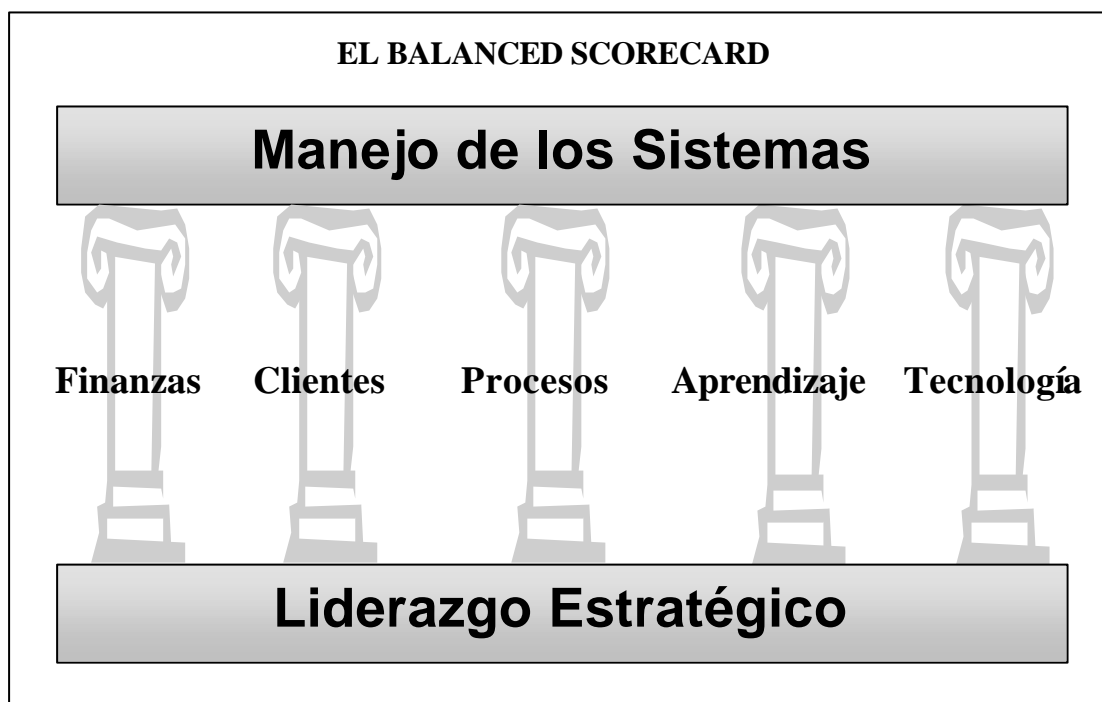 EL BALANCED SCORECARD
Manejo de los Sistemas
Finanzas Clientes Procesos Aprendizaje Tecnología
Liderazgo Estratégico